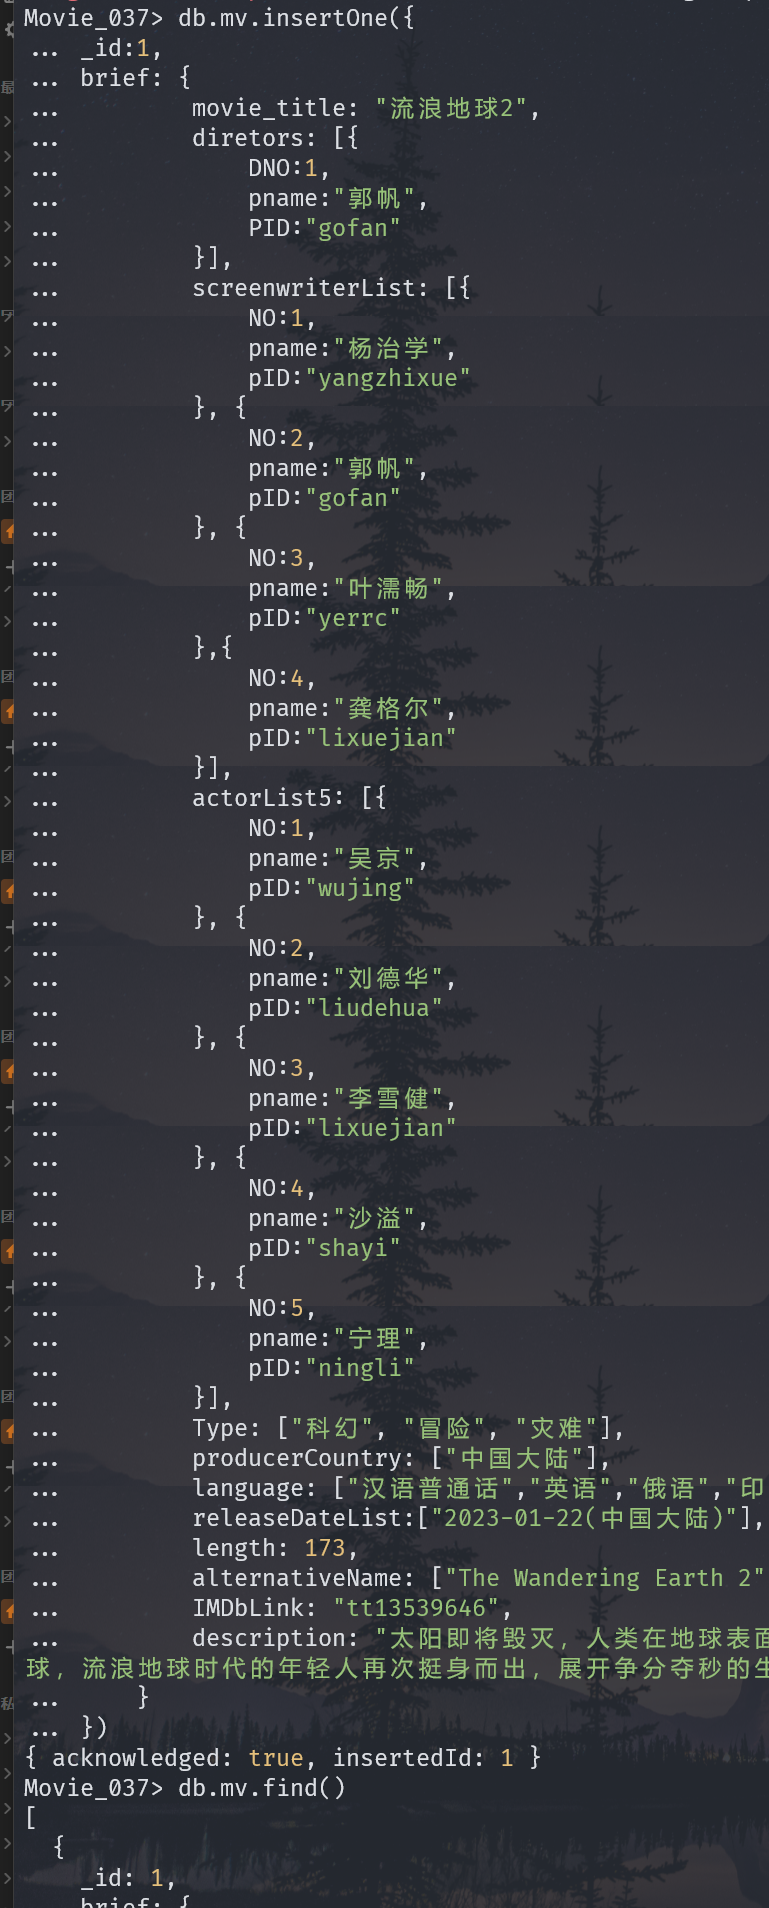 Movie_037> db.mv.insertOne({
... _id:1,
... brief: {
... movie_title: "流浪地球2",
... diretors: [{
... DNO:1,
... pname:"郭帆",
... PID:"gofan"
... }],
... screenwriterList: [{
... NO:1,
... pname:"杨治学",
... pID:"yangzhixue"
... }, {
... NO:2,
... pname:"郭帆",
... pID:"gofan"
... }, {
... NO:3,
... pname:"叶濡畅",
... pID:"yerrc"
... },{
... NO:4,
... pname:"龚格尔",
... pID:"lixuejian"
... }],
... actorList5: [{
... NO:1,
... pname:"吴京",
... pID:"wujing"
... }, {
... NO:2,
... pname:"刘德华",
... pID:"liudehua"
... }, {
... NO:3,
... pname:"李雪健",
... pID:"lixuejian"
... }, {
... NO:4,
... pname:"沙溢",
... pID:"shayi"
... }, {
... NO:5,
... pname:"宁理",
... pID:"ningli"
... }],
... Type: ["科幻", "冒险", "灾难"],
... producerCountry: ["中国大陆"],
... language: ["汉语普通话","英语","俄语","印
... releaseDateList:["2023-01-22(中国大陆)"],
... length: 173,
... alternativeName: ["The Wandering Earth 2"
... IMDbLink: "tt13539646",
... description: "太阳即将毁灭，人类在地球表面
球，流浪地球时代的年轻人再次挺身而出，展开争分夺秒的生
... }
... })
{ acknowledged: true, insertedId: 1 }
Movie_037> db.mv.find()
[
{
_id: 1,
brief: {